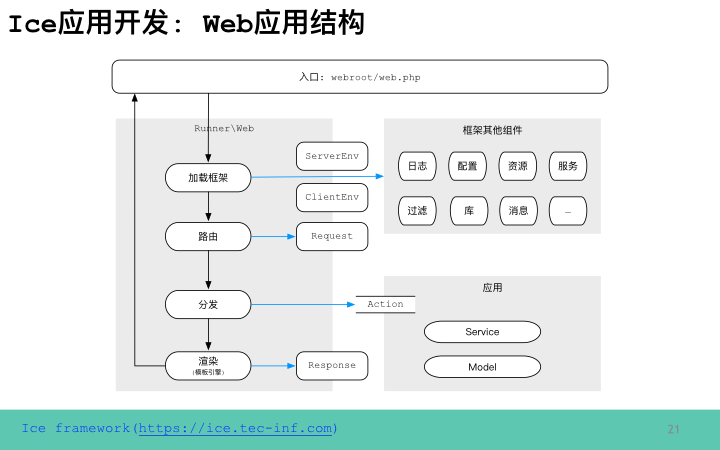 Ice应用开发: Web应用结构
入口: webroot/web.php
Runner\Web
加载框架
路由
分发
渲染
(模板引擎)
ServerEnv
ClientEnv
Request
Action
Response
框架其他组件
日志
配置
资源
服务
过滤
库
消息
…
应用
Service
Model
Ice framework(https://ice.tec-inf.com)
21